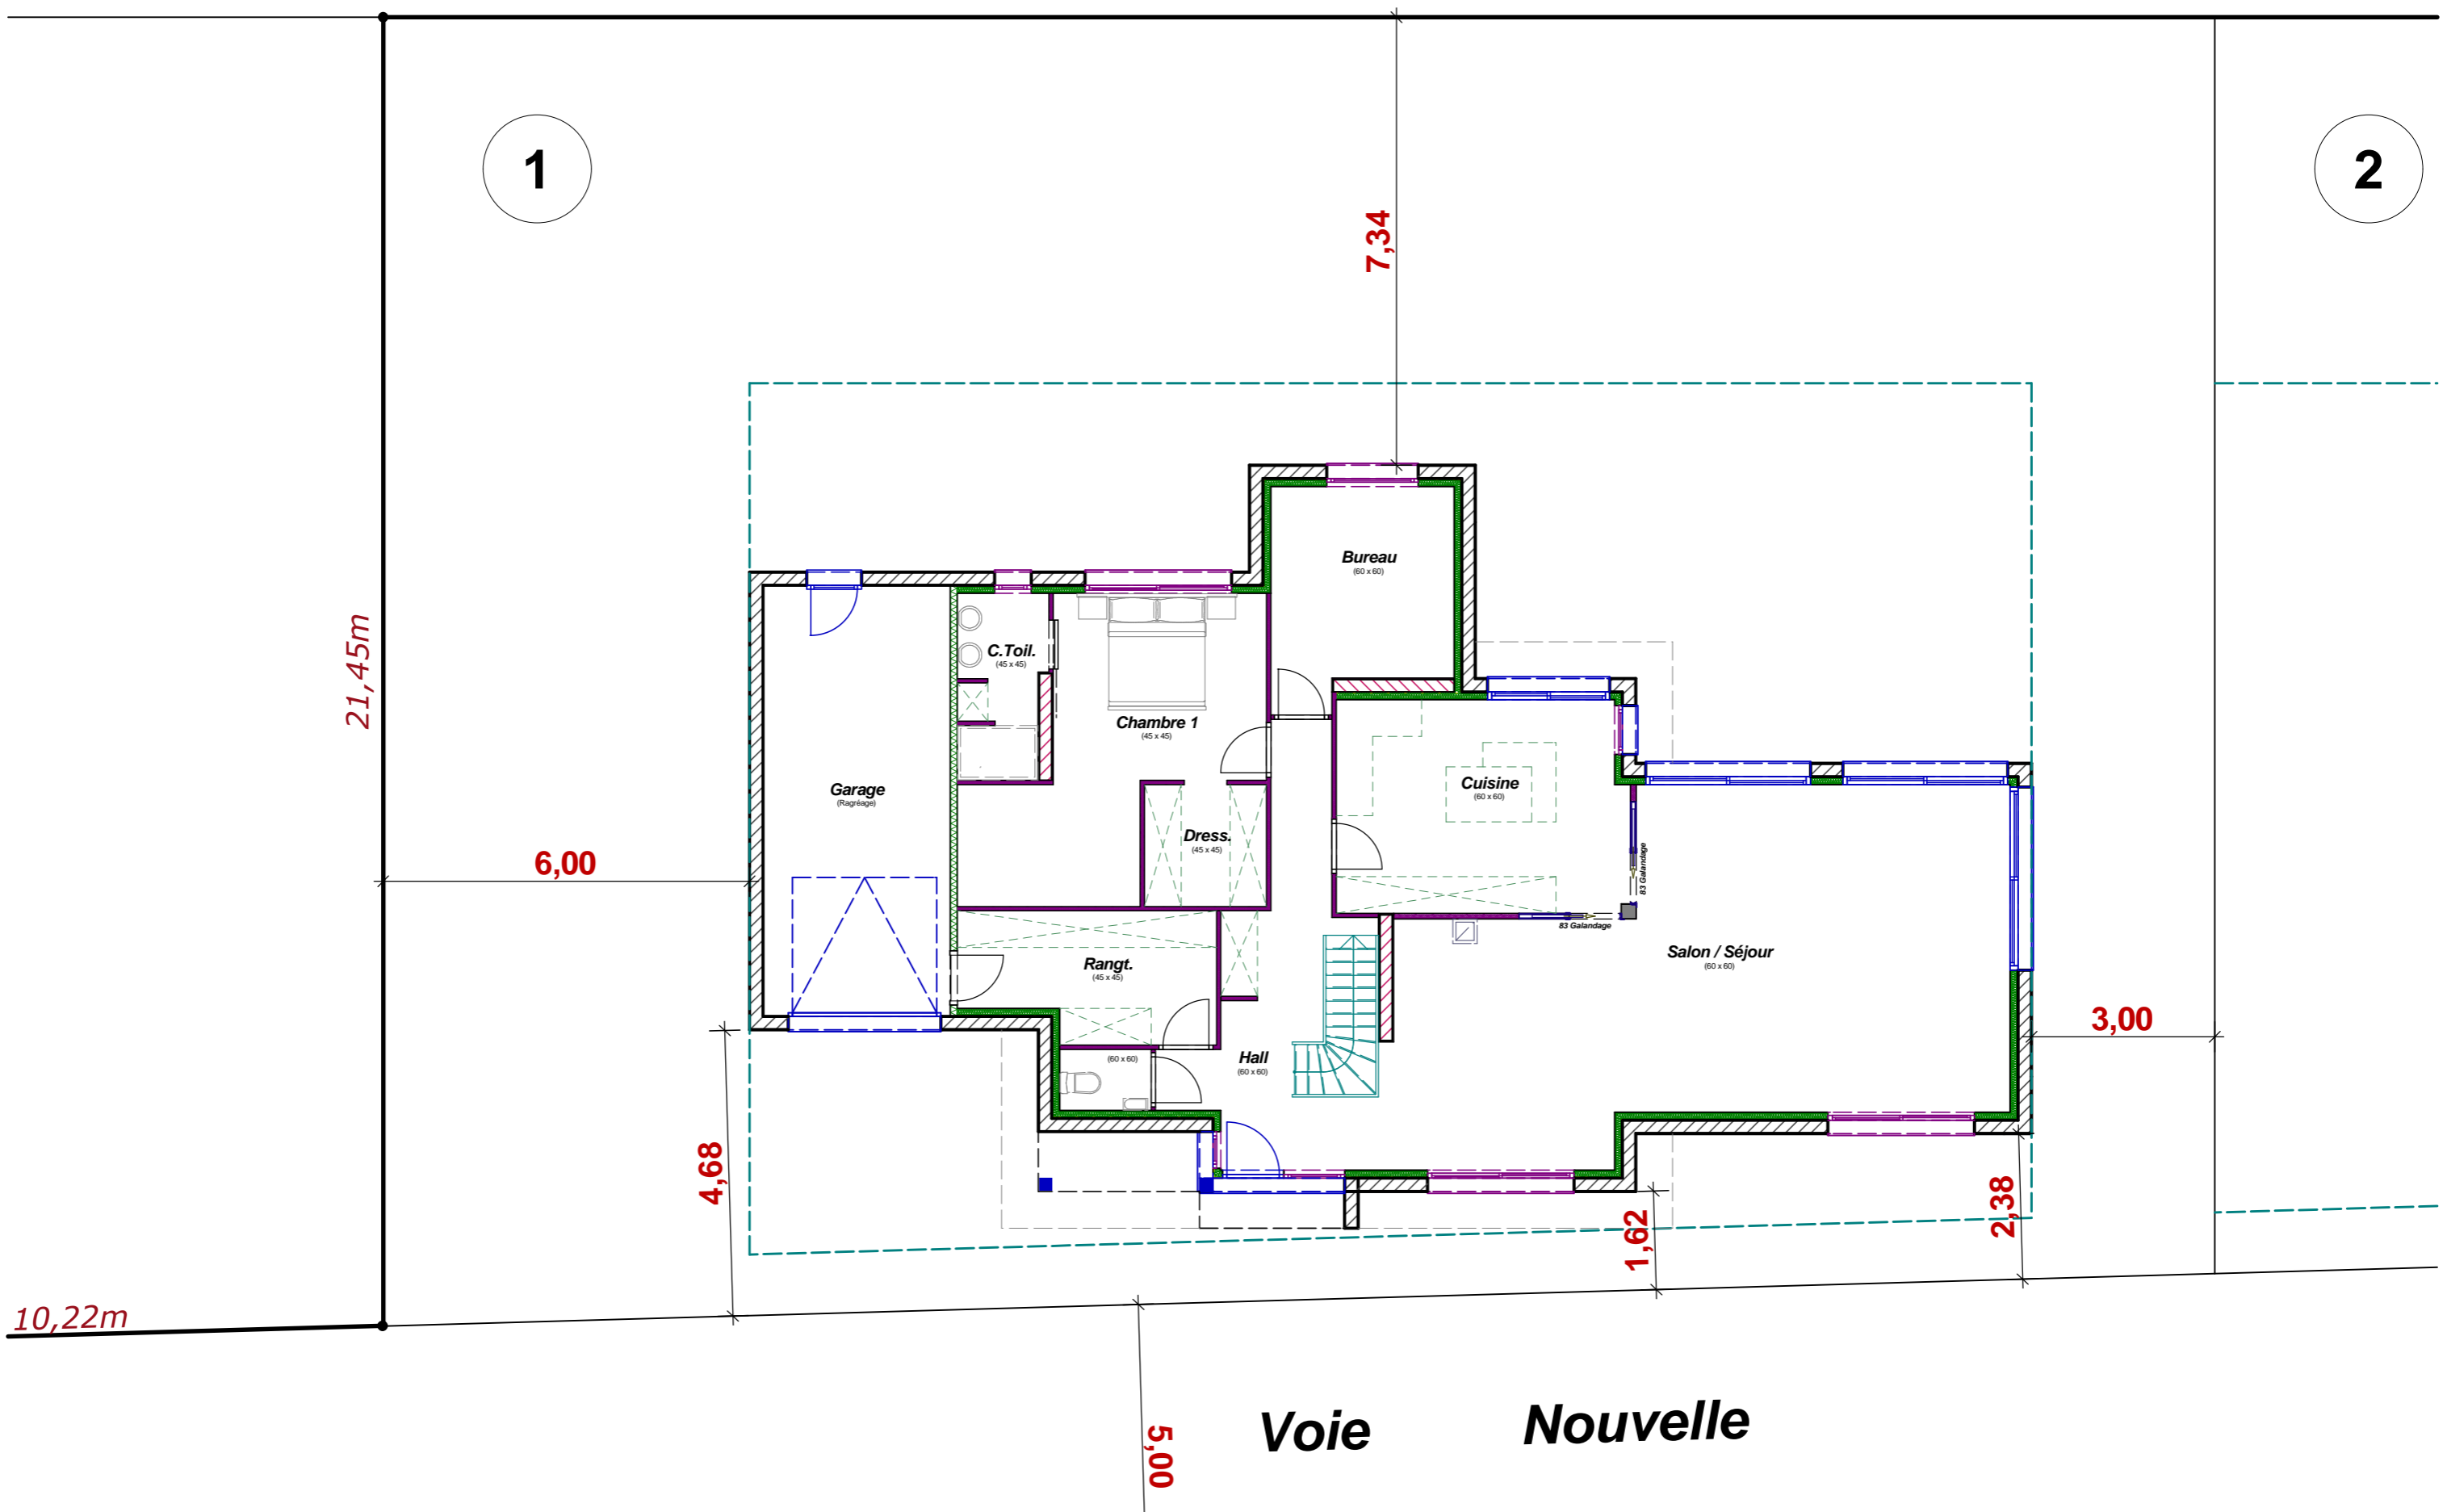 1
2
7,34
Bureau
(60 x 60)
21,45m
C.Toil.
(45 x 45)
Chambre 1
(45 x 45)
Garage
(Ragréage)
Cuisine
(60 x 60)
Dress.
(45 x 45)
83 Galandage
6,00
83 Galandage
Salon / Séjour
(60 x 60)
Rangt.
(45 x 45)
3,00
(60 x 60)
Hall
(60 x 60)
4,68
1,62
2,38
10,22m
5,00
Voie Nouvelle